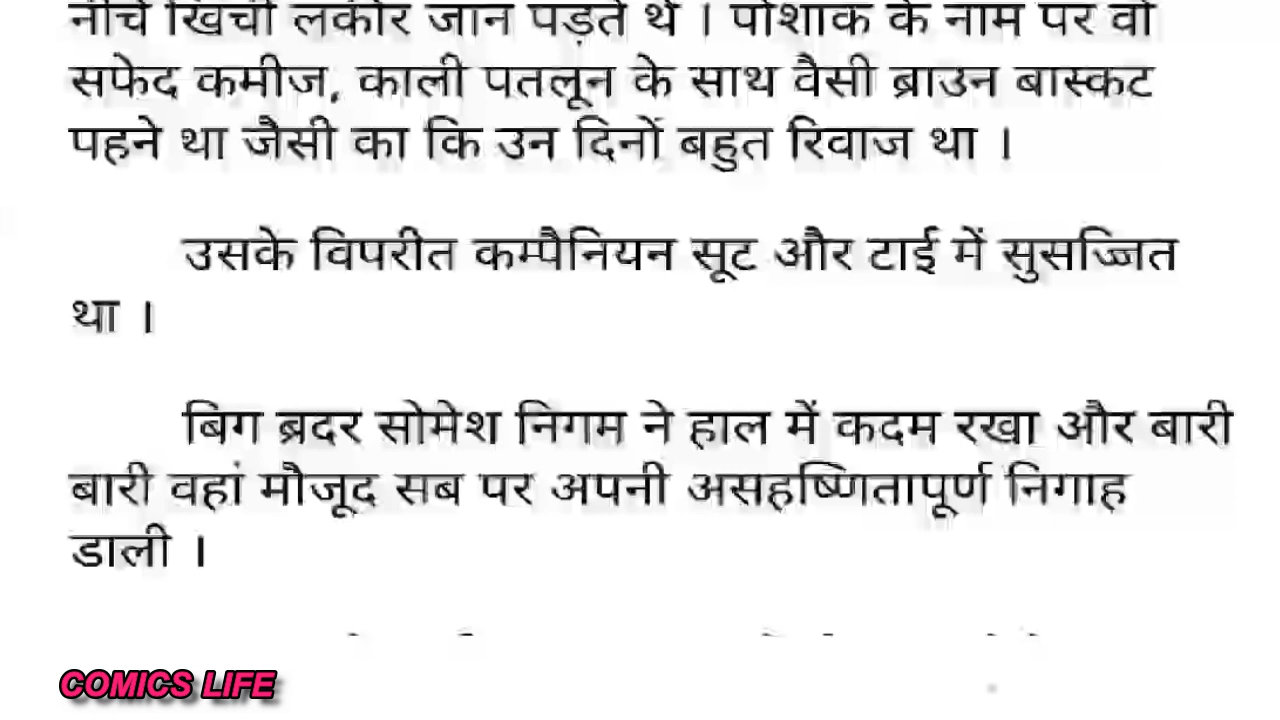 नीचे खिंची लकीर जान पड़ते थे । पोशाक के नाम पर वो
सफेद कमीज, काली पतलून के साथ वैसी ब्राउन बास्कट
पहने था जैसी का कि उन दिनों बहुत रिवाज था ।
उसके विपरीत कम्पैनियन सूट और टाई में सुसज्जित
था ।
बिग ब्रदर सोमेश निगम ने हाल में कदम रखा और बारी
बारी वहां मौजूद सब पर अपनी असहष्णितापूर्ण निगाह
डाली ।
COMICS LIFE